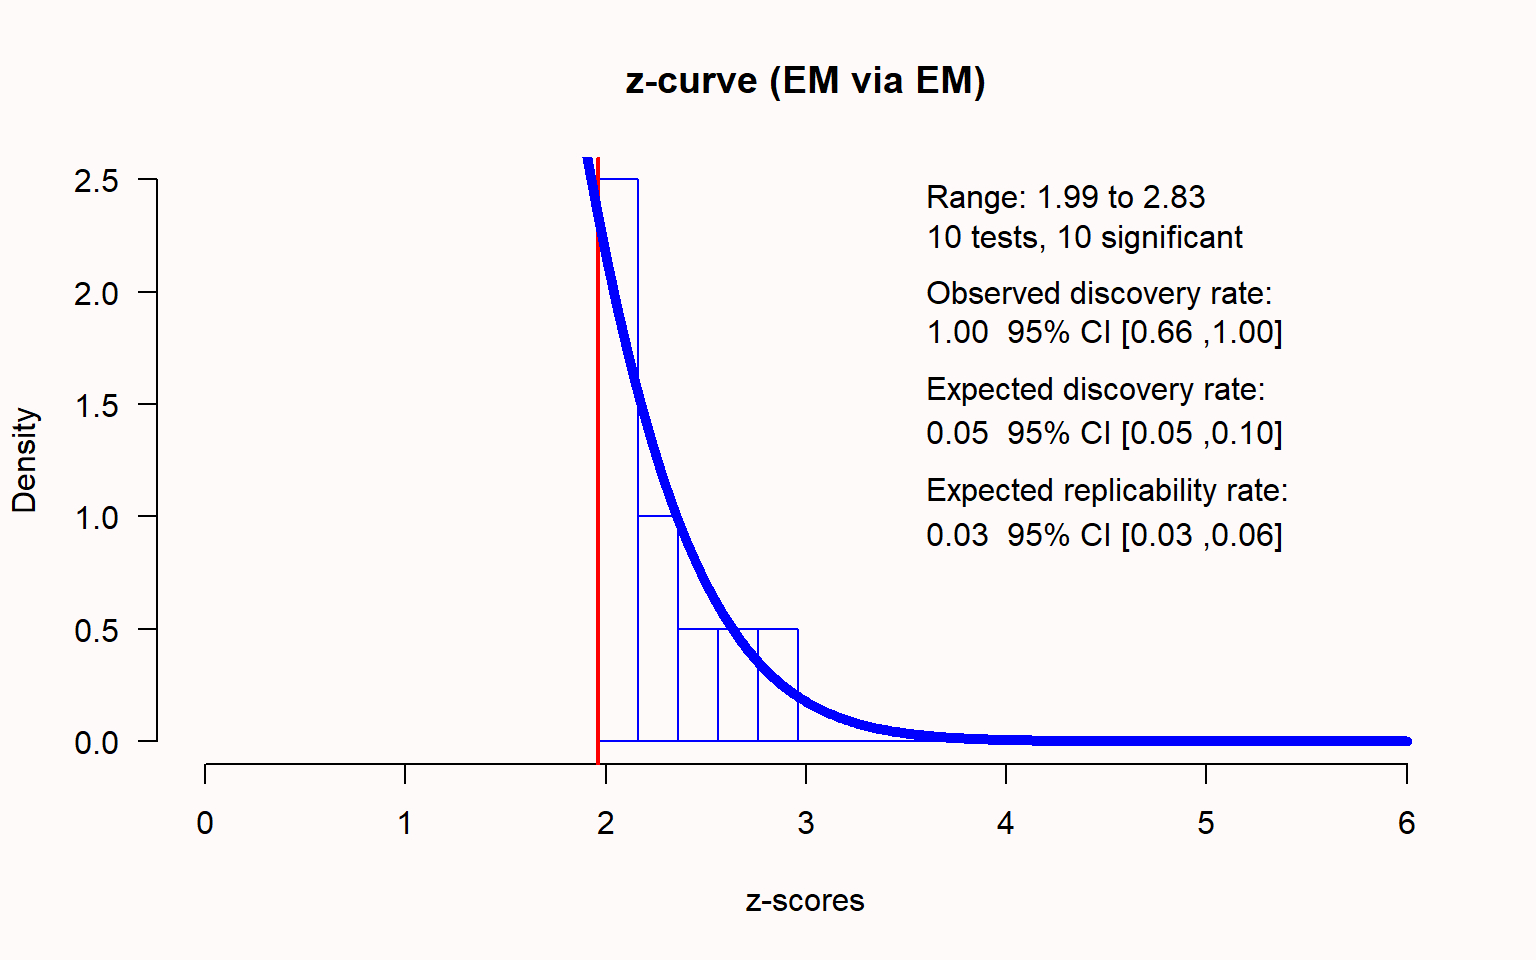 z-curve (EM via EM)
Range: 1.99 to 2.83
10 tests, 10 significant
Observed discovery rate:
1.00  95% CI [0.66 ,1.00]
Expected discovery rate:
0.05  95% CI [0.05 ,0.10]
Expected replicability rate:
0.03  95% CI [0.03 ,0.06]
Density
2.5
2.0
1.5
1.0
0.5
0.0
0 1 2 3 4 5 6
z-scores